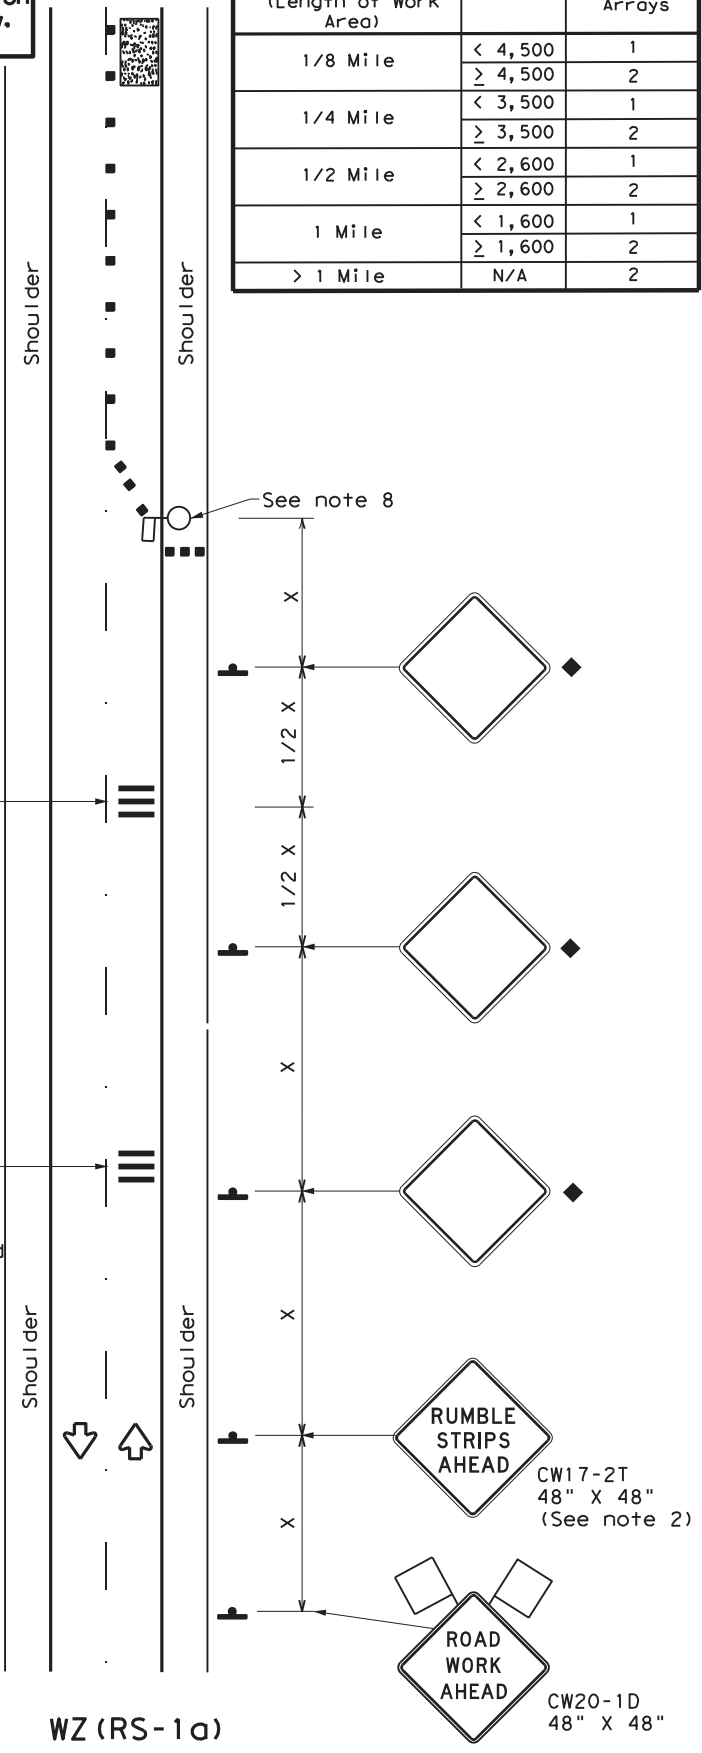 (Length of Work
Area)
Arrays
1/8 Mile
< 4,500
1
≥ 4,500
2
1/4 Mile
< 3,500
1
≥ 3,500
2
1/2 Mile
< 2,600
1
≥ 2,600
2
1 Mile
< 1,600
1
≥ 1,600
2
> 1 Mile
N/A
2
Shoulder
Shoulder
See note 8
X
1/2 X
1/2 X
X
X
Shoulder
Shoulder
RUMBLE
STRIPS
AHEAD
CW17-2T
48" X 48"
(See note 2)
X
ROAD
WORK
AHEAD
CW20-1D
48" X 48"
WZ(RS-1a)